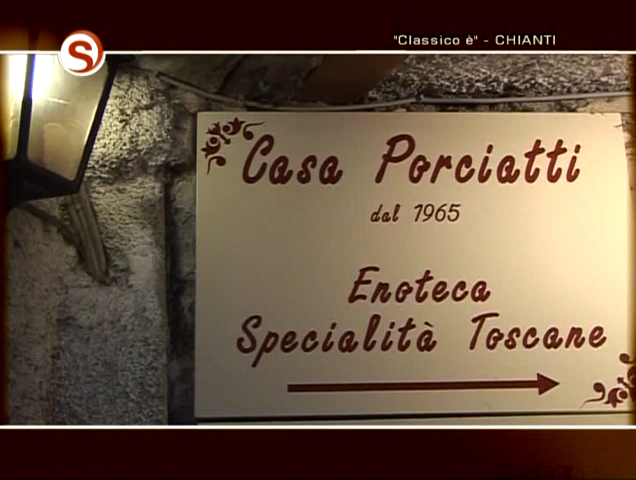 "Classico è" - CHIANTI
S
Casa Porciatti
dal 1965
Enoteca
Specialità Toscane